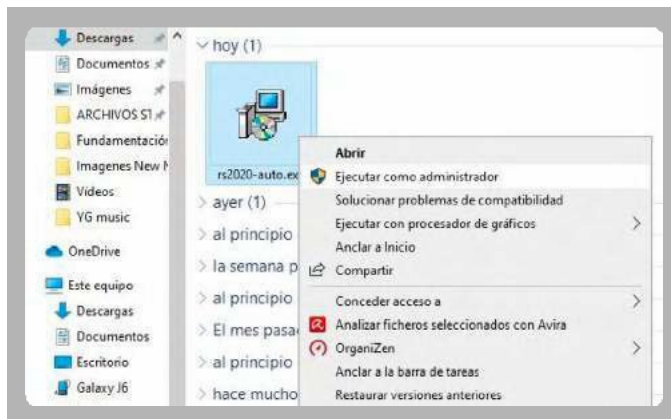 Descargas
Documentos
Imágenes
ARCHIVOS ST
Fundamentación
Imagenes New
Vídeos
YG music
OneDrive
Este equipo
Descargas
Documentos
Escritorio
Galaxy J6
hoy (1)
rs2020-auto.ex
ayer (1)
al principio
la semana p
al principio
El mes pasa
al principio
hace mucho
Abrir
Ejecutar como administrador
Solucionar problemas de compatibilidad
Ejecutar con procesador de gráficos
Anclar a Inicio
Compartir
Conceder acceso a
Analizar ficheros seleccionados con Avira
OrganiZen
Anclar a la barra de tareas
Restaurar versiones anteriores